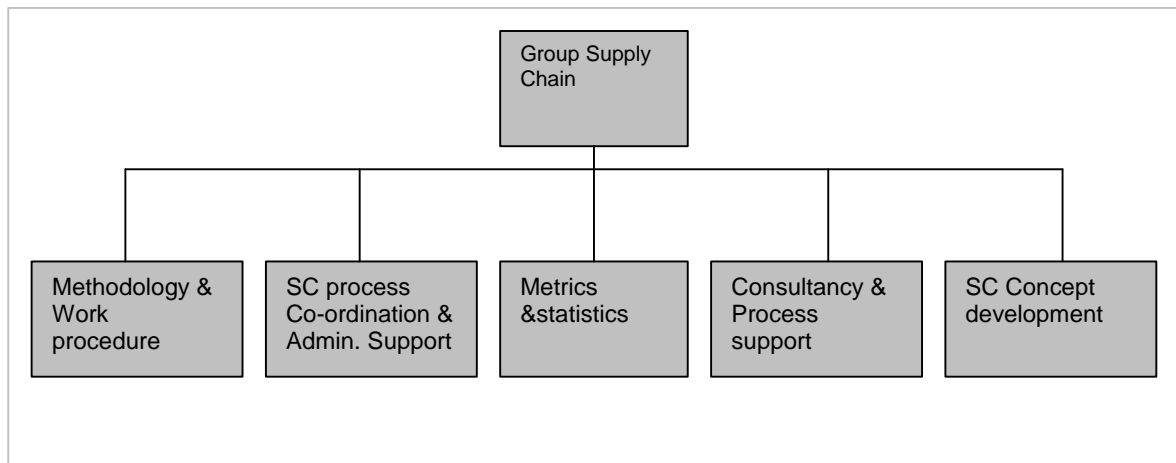 Group Supply
Chain
Methodology &
Work
procedure
SC process
Co-ordination &
Admin. Support
Metrics
&statistics
Consultancy &
Process
support
SC Concept
development